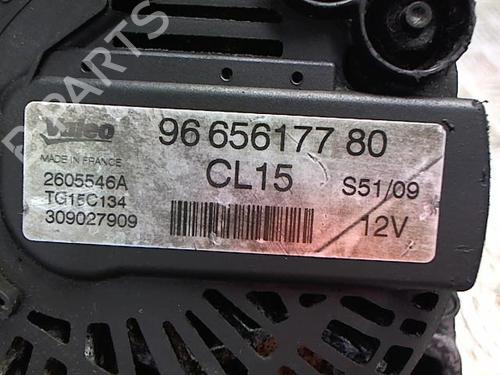 Valeo
MADE IN FRANCE
96 656177 80
CL15
S51/09
12V
2605546A
TG15C134
309027909
B-PARTS